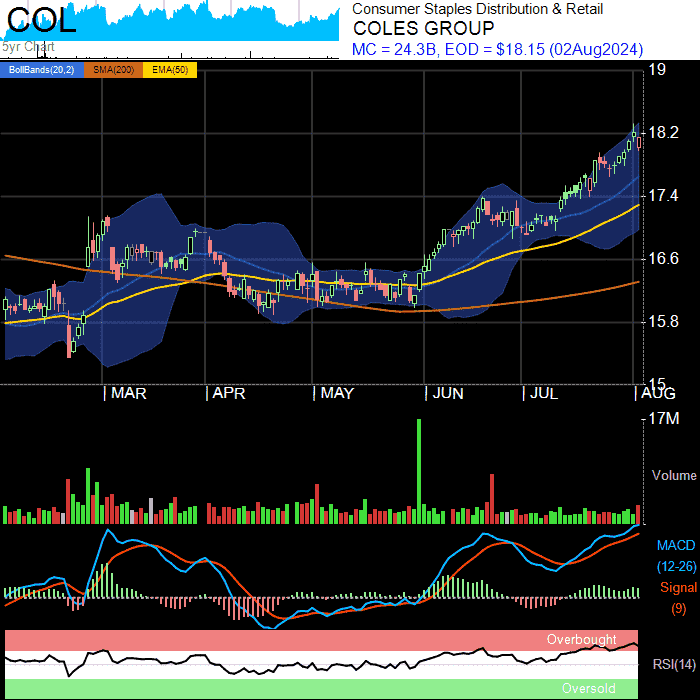 COL
5yr Chart
Consumer Staples Distribution & Retail
COLES GROUP
MC = 24.3B, EOD = $18.15 (02Aug2024)
BollBands(20,2) SMA(200) EMA(50)
19
18.2
17.4
16.6
15.8
15
MAR APR MAY JUN JUL AUG
17M
Volume
MACD
(12-26)
Signal
(9)
Overbought
RSI(14)
Oversold